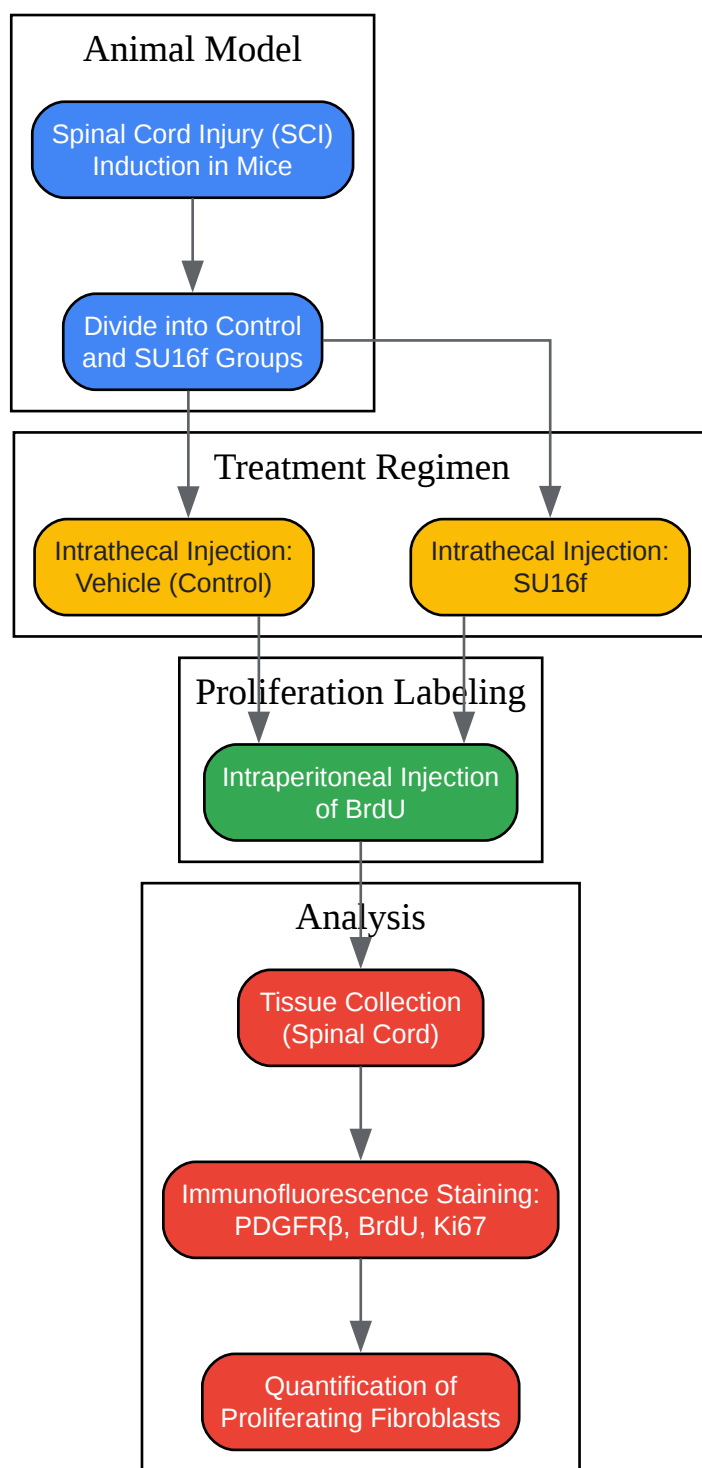 Animal Model
Spinal Cord Injury (SCI)
Induction in Mice
Divide into Control
and SU16f Groups
Treatment Regimen
Intrathecal Injection:
Vehicle (Control)
Intrathecal Injection:
SU16f
Proliferation Labeling
Intraperitoneal Injection
of BrdU
Analysis
Tissue Collection
(Spinal Cord)
Immunofluorescence Staining:
PDGFRβ, BrdU, Ki67
Quantification of
Proliferating Fibroblasts